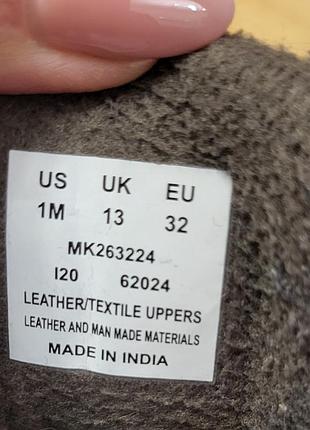 US UK EU
1M 13 32
MK263224
I20 62024
LEATHER/TEXTILE UPPERS
LEATHER AND MAN MADE MATERIALS
MADE IN INDIA